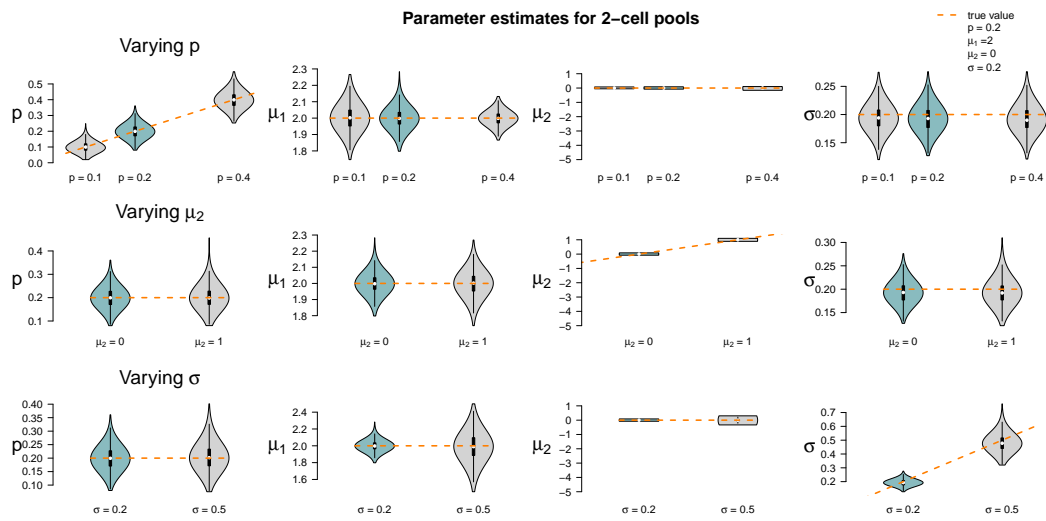 Parameter estimates for 2−cell pools
true value
p = 0.2
μ1 =2
μ2 = 0
σ = 0.2
Varying p
p
0.5
0.4
0.3
0.2
0.1
0.0
p = 0.1
p = 0.2
p = 0.4
μ1
2.3
2.2
2.1
2.0
1.9
1.8
p = 0.1
p = 0.2
p = 0.4
μ2
1
0
−1
−2
−3
−4
−5
p = 0.1
p = 0.2
p = 0.4
σ
0.25
0.20
0.15
p = 0.1
p = 0.2
p = 0.4
Varying μ2
p
0.4
0.3
0.2
0.1
μ2 = 0
μ2 = 1
μ1
2.3
2.2
2.1
2.0
1.9
1.8
μ2 = 0
μ2 = 1
μ2
1
0
−1
−2
−3
−4
−5
μ2 = 0
μ2 = 1
σ
0.30
0.25
0.20
0.15
μ2 = 0
μ2 = 1
Varying σ
p
0.40
0.35
0.30
0.25
0.20
0.15
0.10
σ = 0.2
σ = 0.5
μ1
2.4
2.2
2.0
1.8
1.6
σ = 0.2
σ = 0.5
μ2
1
0
−1
−2
−3
−4
−5
σ = 0.2
σ = 0.5
σ
0.7
0.6
0.5
0.4
0.3
0.2
σ = 0.2
σ = 0.5